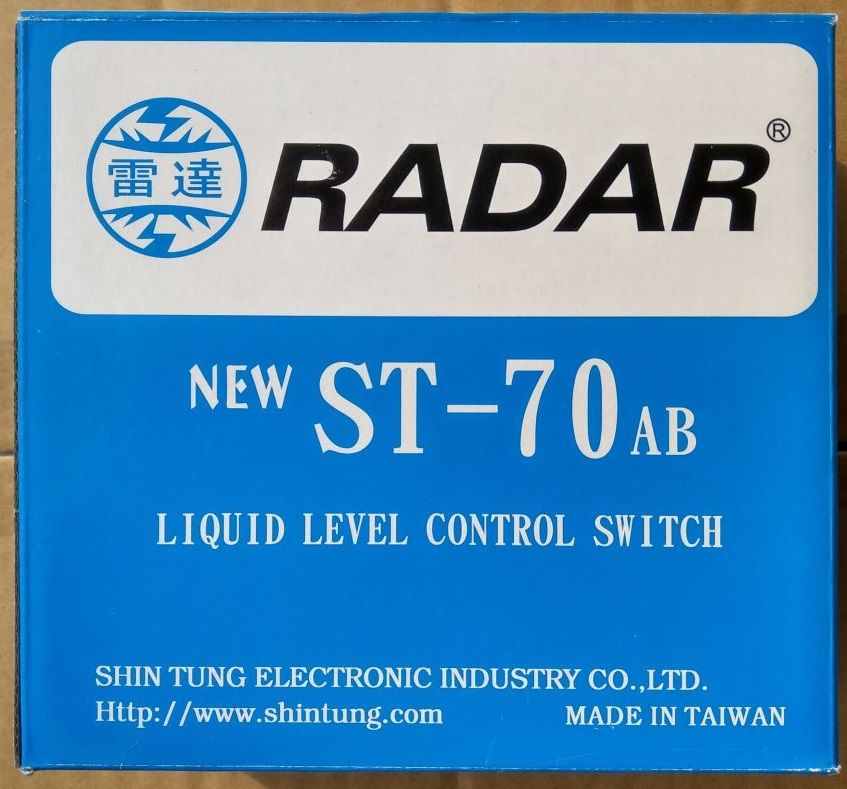 雷達 RADAR®
NEW ST-70AB
LIQUID LEVEL CONTROL SWITCH
SHIN TUNG ELECTRONIC INDUSTRY CO.,LTD.
Http://www.shintung.com MADE IN TAIWAN